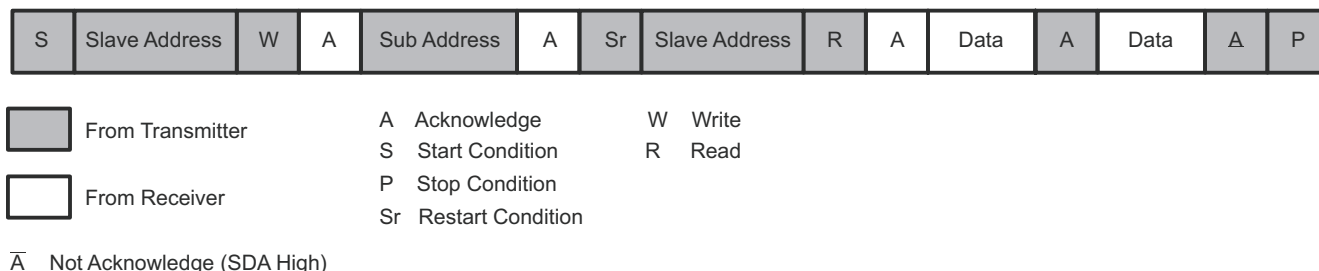 S Slave Address W A Sub Address A Sr Slave Address R A Data A Data A̅ P
From Transmitter
From Receiver
A Acknowledge
S Start Condition
P Stop Condition
Sr Restart Condition
W Write
R Read
A̅ Not Acknowledge (SDA High)